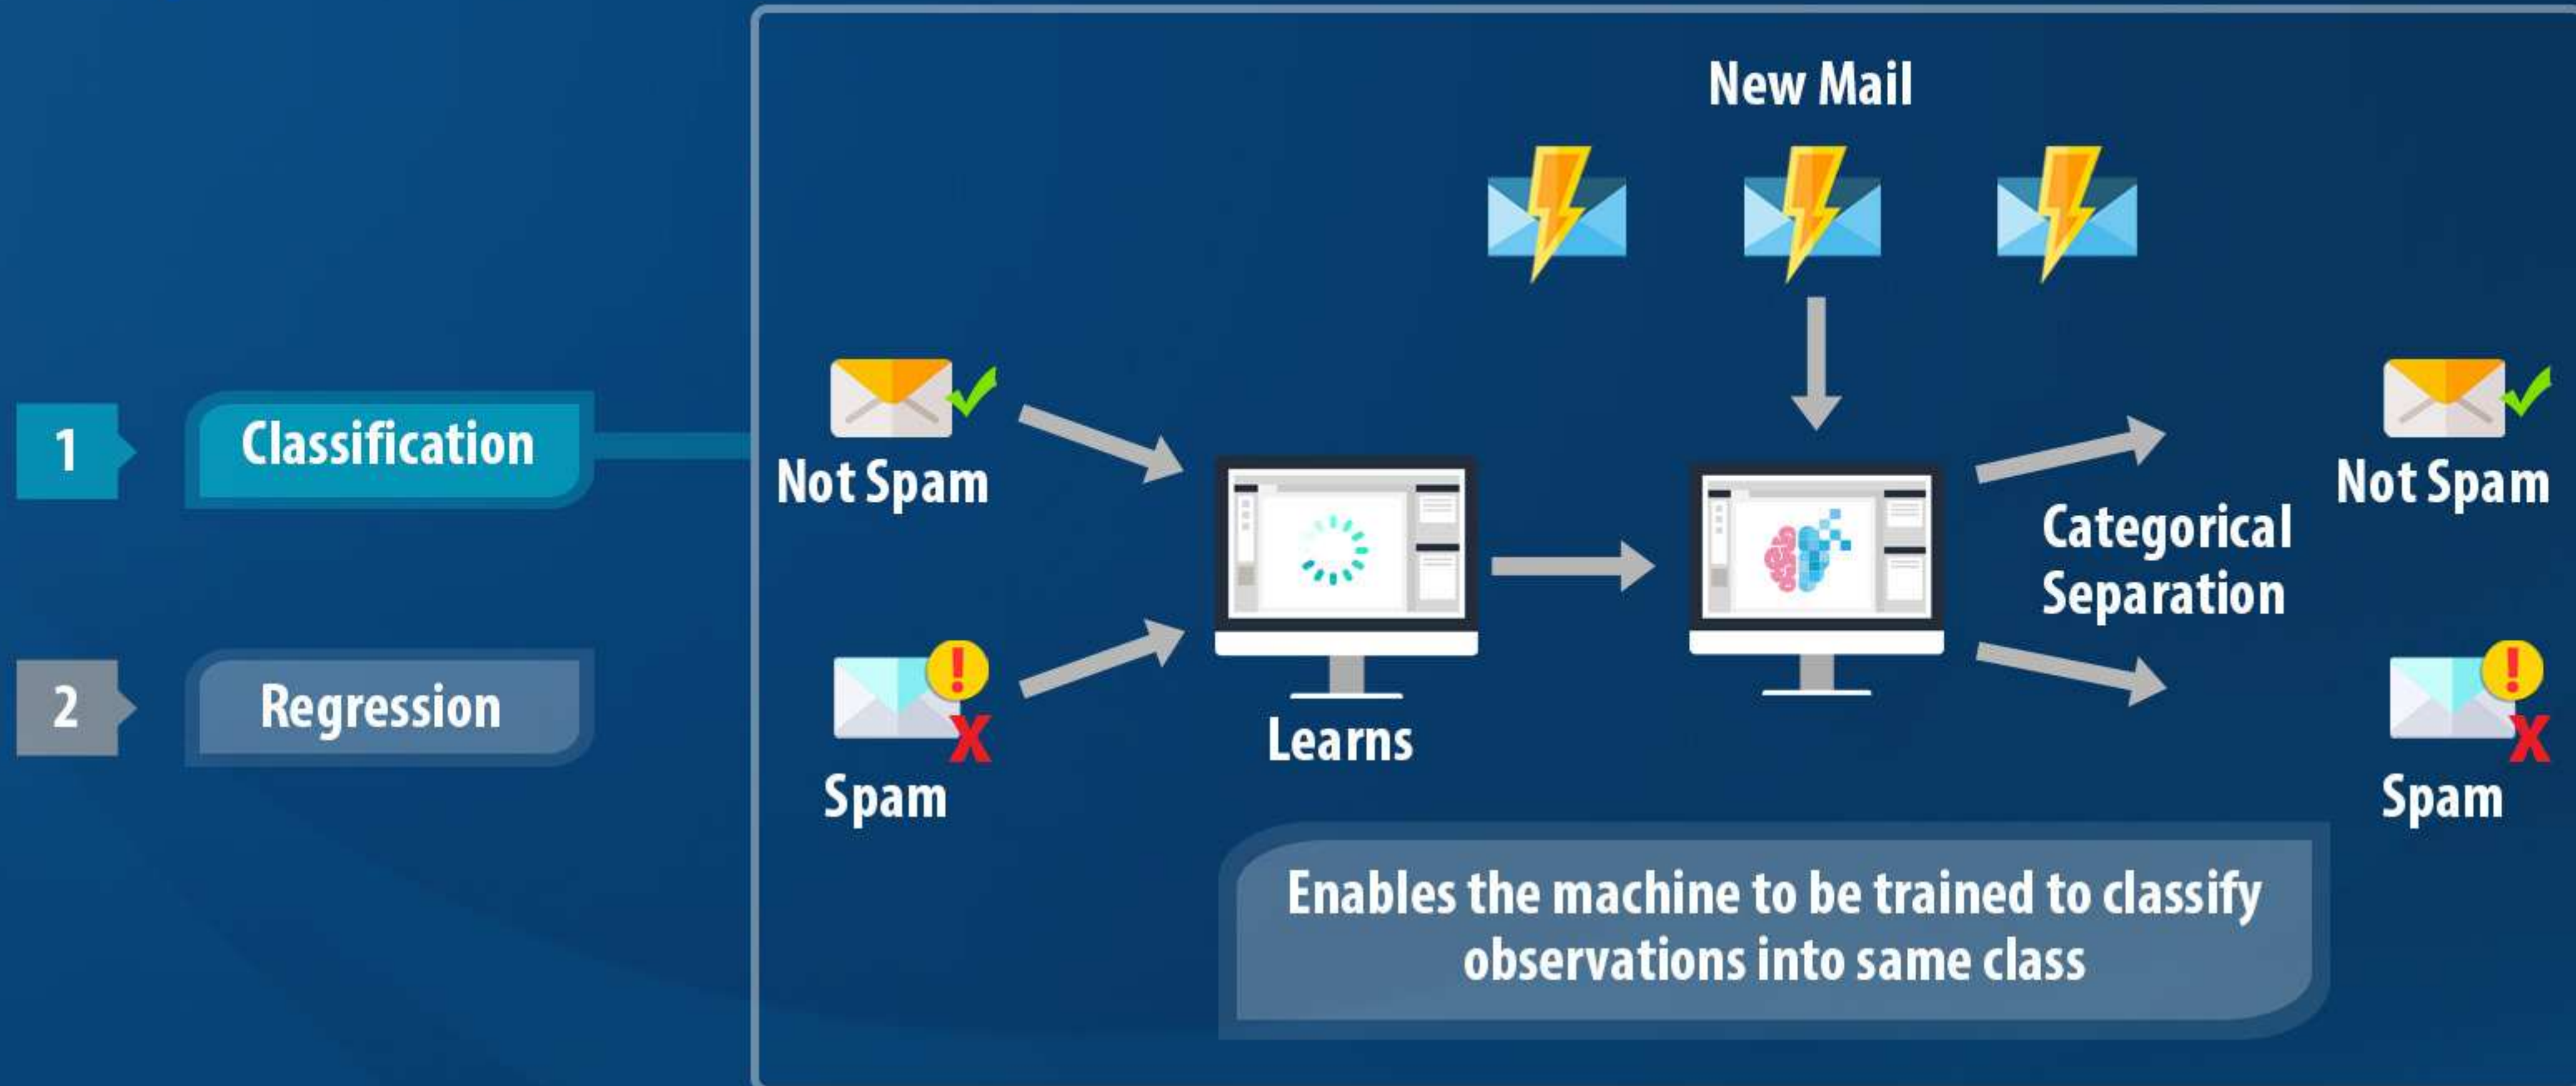 1
Classification
2
Regression
New Mail
Not Spam
Spam
Learns
Categorical
Separation
Not Spam
Spam
Enables the machine to be trained to classify
observations into same class